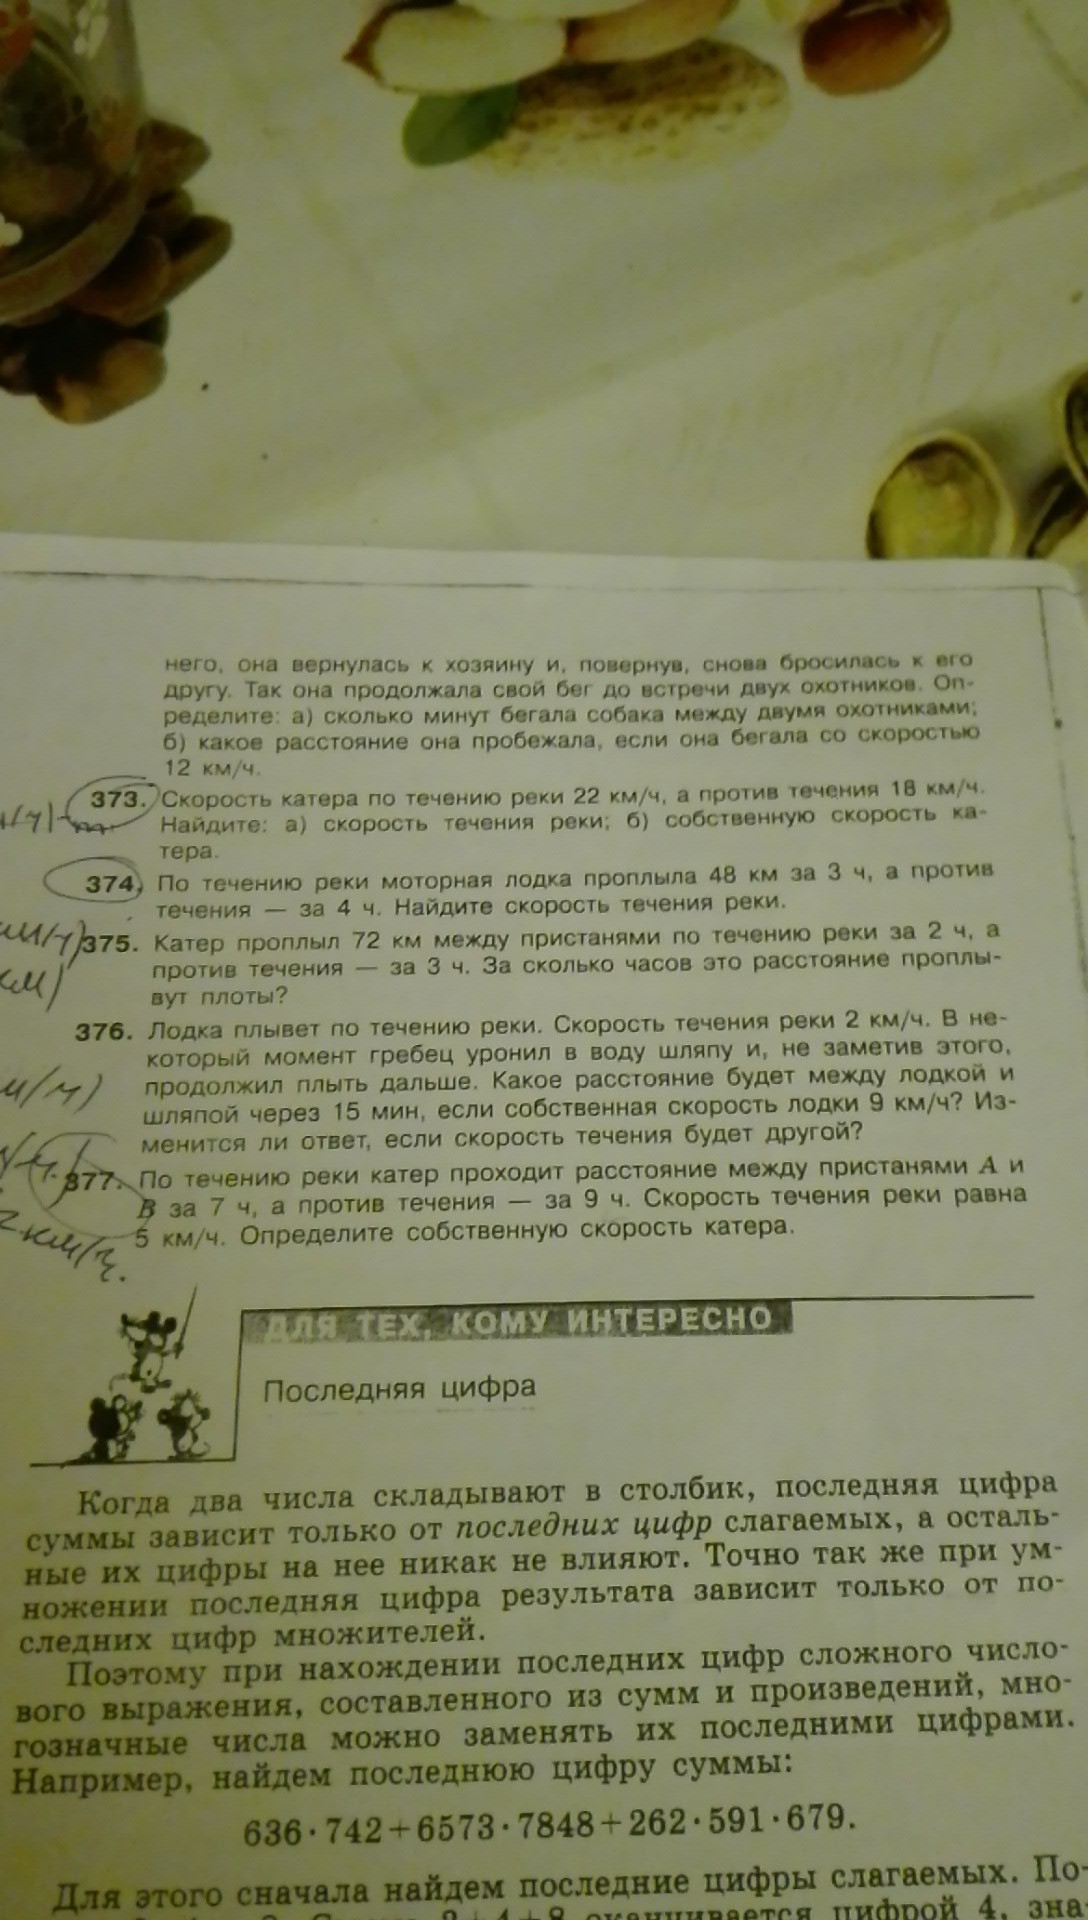 него, она вернулась к хозяину и, повернув, снова бросилась к его
другу. Так она продолжала свой бег до встречи двух охотников. Оп-
ределите: а) сколько минут бегала собака между двумя охотниками;
б) какое расстояние она пробежала, если она бегала со скоростью
12 км/ч.
373. Скорость катера по течению реки 22 км/ч, а против течения 18 км/ч.
Найдите: а) скорость течения реки; б) собственную скорость ка-
тера.
374. По течению реки моторная лодка проплыла 48 км за 3 ч, а против
течения — за 4 ч. Найдите скорость течения реки.
375. Катер проплыл 72 км между пристанями по течению реки за 2 ч, а
против течения — за 3 ч. За сколько часов это расстояние проплы-
вут плоты?
376. Лодка плывет по течению реки. Скорость течения реки 2 км/ч. В не-
который момент гребец уронил в воду шляпу и, не заметив этого,
продолжил плыть дальше. Какое расстояние будет между лодкой и
шляпой через 15 мин, если собственная скорость лодки 9 км/ч? Из-
менится ли ответ, если скорость течения будет другой?
377. По течению реки катер проходит расстояние между пристанями А и
В за 7 ч, а против течения — за 9 ч. Скорость течения реки равна
5 км/ч. Определите собственную скорость катера.
км/ч.
ДЛЯ ТЕХ, КОМУ ИНТЕРЕСНО
Последняя цифра
Когда два числа складывают в столбик, последняя цифра
суммы зависит только от последних цифр слагаемых, а осталь-
ные их цифры на нее никак не влияют. Точно так же при ум-
ножении последняя цифра результата зависит только от по-
следних цифр множителей.
Поэтому при нахождении последних цифр сложного число-
вого выражения, составленного из сумм и произведений, мно-
гозначные числа можно заменять их последними цифрами.
Например, найдем последнюю цифру суммы:
636·742+6573·7848+262·591·679.
Для этого сначала найдем последние цифры слагаемых. По-
2+4+8 оканчивается цифрой 4, зна